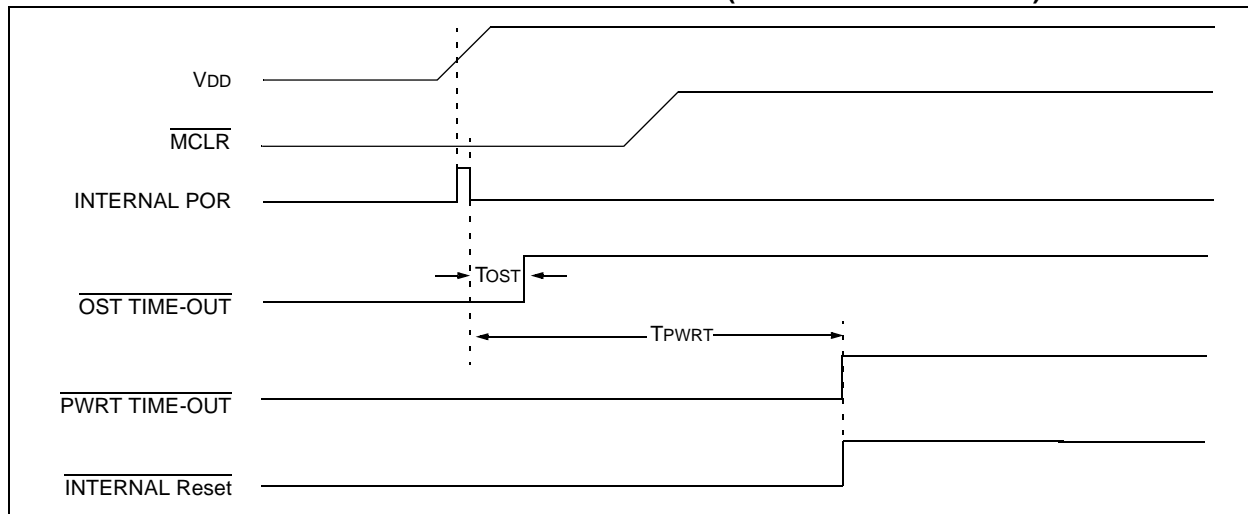 VDD
MCLR
INTERNAL POR
TOST
OST TIME-OUT
TPWRT
PWRT TIME-OUT
INTERNAL Reset